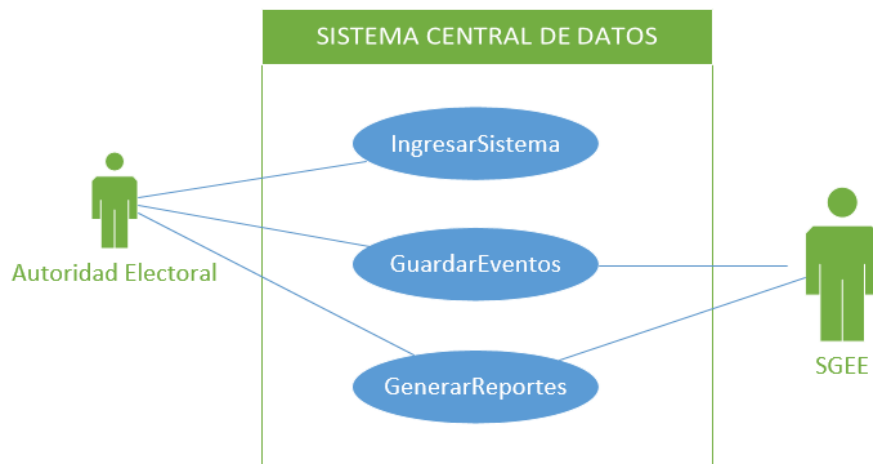 SISTEMA CENTRAL DE DATOS
IngresarSistema
Autoridad Electoral
GuardarEventos
SGEE
GenerarReportes